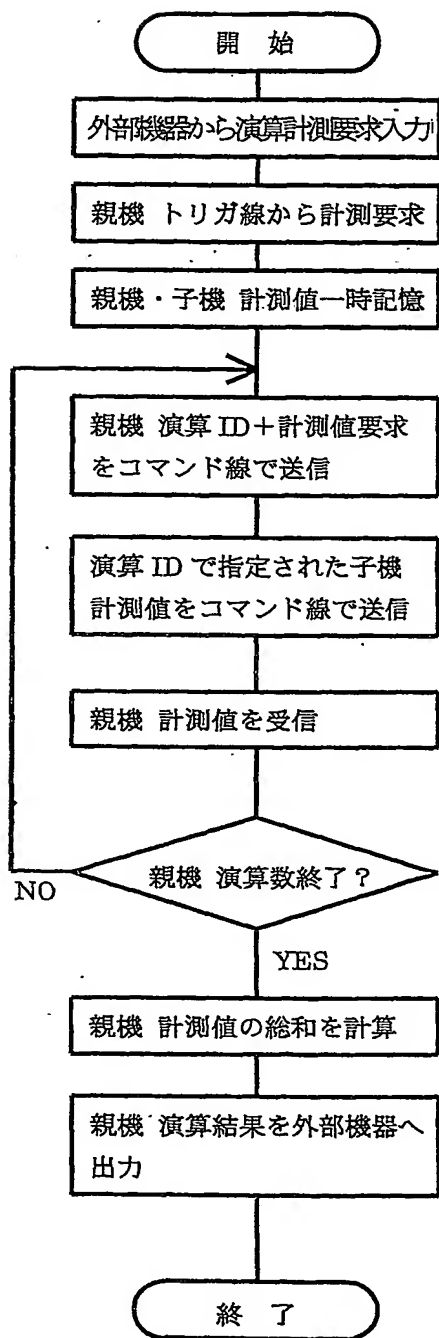 開 始
外部機器から演算計測要求入力
親機 トリガ線から計測要求
親機・子機 計測値一時記憶
親機 演算 ID＋計測値要求
をコマンド線で送信
演算 ID で指定された子機
計測値をコマンド線で送信
親機 計測値を受信
親機 演算数終了？
NO
YES
親機 計測値の総和を計算
親機 演算結果を外部機器へ
出力
終 了